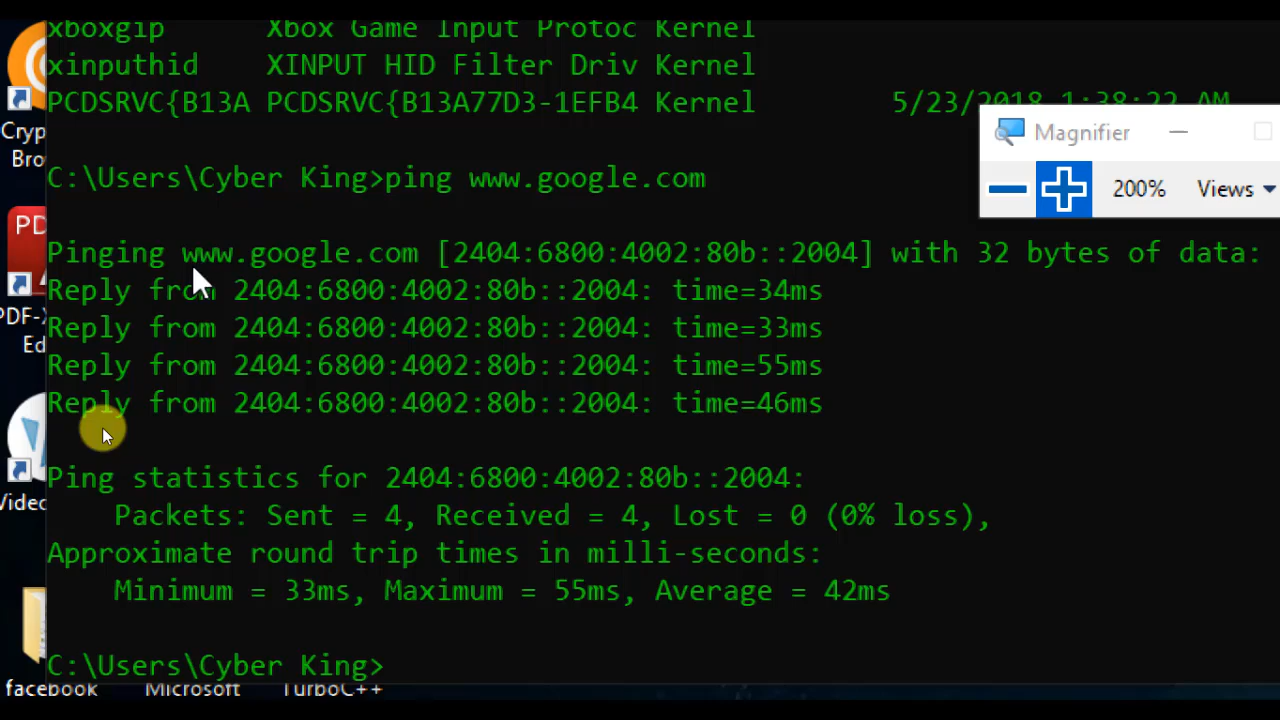 xboxgip Xbox Game Input Protoc Kernel
xinputhid XINPUT HID Filter Driv Kernel
PCDSRVC{B13A PCDSRVC{B13A77D3-1EFB4 Kernel 5/23/2018 1:38:22 AM
Magnifier
200% Views
C:\Users\Cyber King>ping www.google.com
Pinging www.google.com [2404:6800:4002:80b::2004] with 32 bytes of data:
Reply from 2404:6800:4002:80b::2004: time=34ms
Reply from 2404:6800:4002:80b::2004: time=33ms
Reply from 2404:6800:4002:80b::2004: time=55ms
Reply from 2404:6800:4002:80b::2004: time=46ms
Ping statistics for 2404:6800:4002:80b::2004:
Packets: Sent = 4, Received = 4, Lost = 0 (0% loss),
Approximate round trip times in milli-seconds:
Minimum = 33ms, Maximum = 55ms, Average = 42ms
C:\Users\Cyber King>
Cryp
Bro
PD
PDF-X
Ed
Video
facebook Microsoft TurboC++